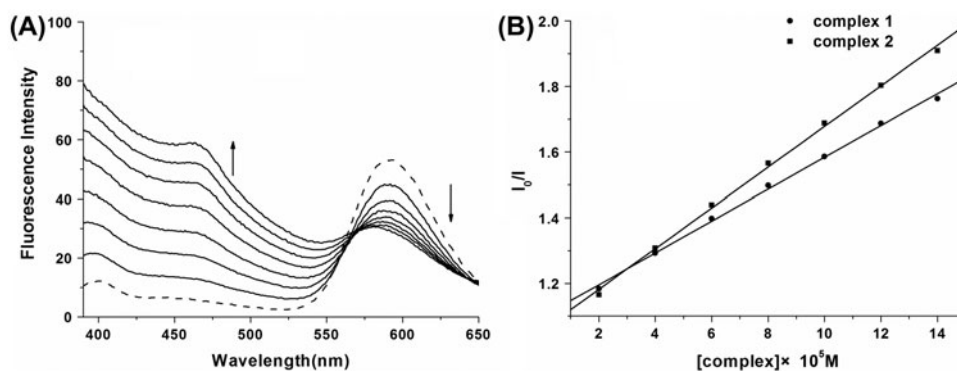 (A)
100
80
60
40
20
0
Fluorescence Intensity
400 450 500 550 600 650
Wavelength(nm)
(B)
complex 1
complex 2
2.0
1.8
1.6
1.4
1.2
I₀/I
2 4 6 8 10 12 14
[complex]× 10⁵M